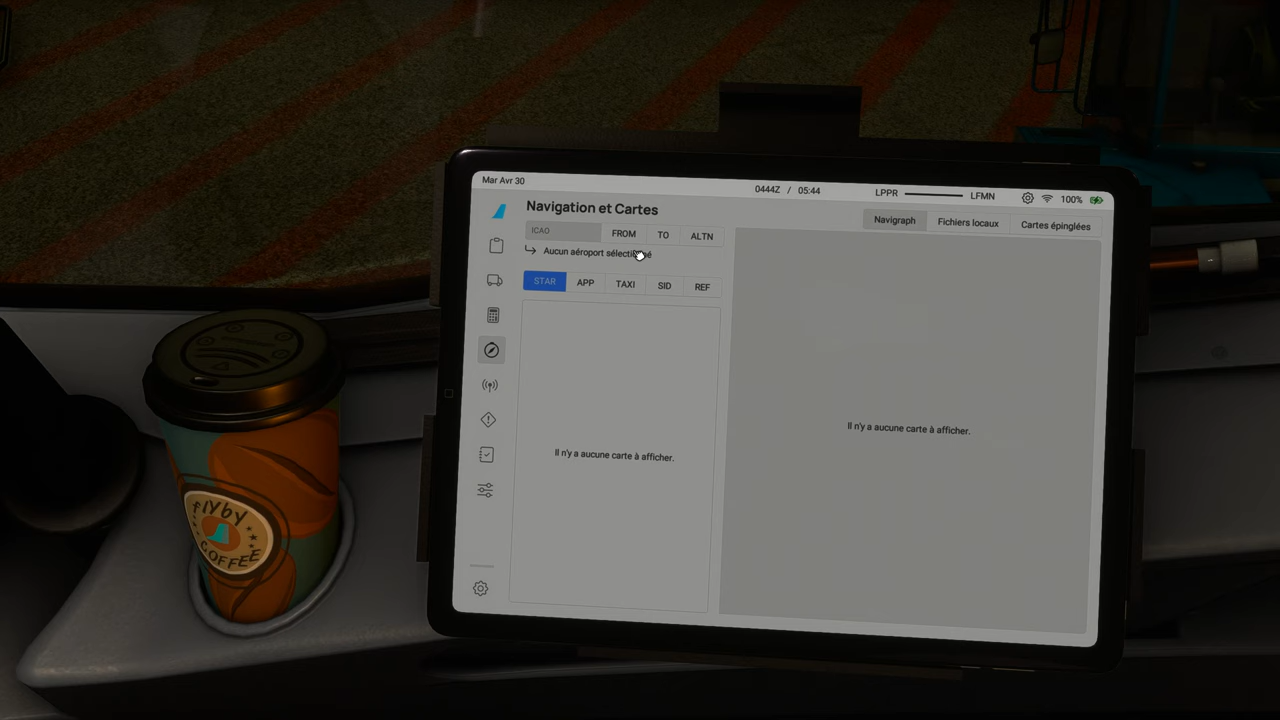 Mar Avr 30
0444Z / 05:44
LPPR LFMN
100%
Navigation et Cartes
Navigraph Fichiers locaux Cartes épinglées
ICAO FROM TO ALTN
Aucun aéroport sélectionné
STAR APP TAXI SID REF
Il n'y a aucune carte à afficher.
Il n'y a aucune carte à afficher.
flyby
COFFEE